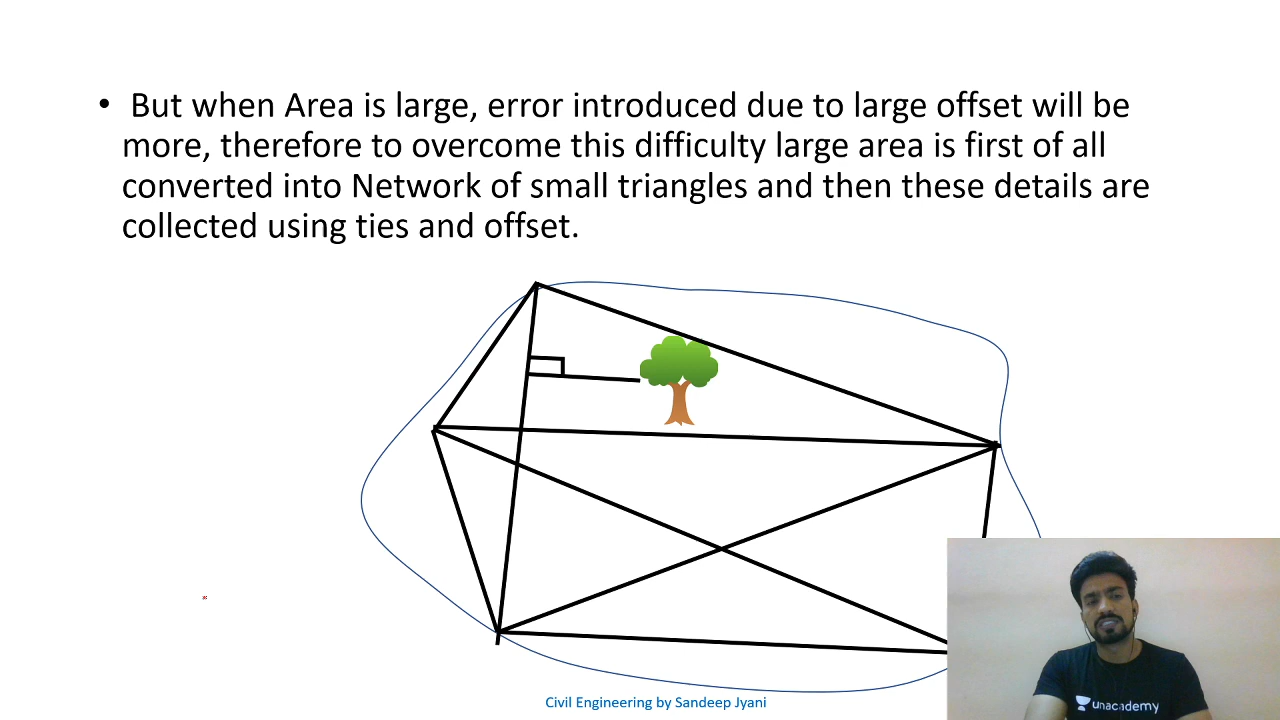 • But when Area is large, error introduced due to large offset will be
more, therefore to overcome this difficulty large area is first of all
converted into Network of small triangles and then these details are
collected using ties and offset.
unacademy
Civil Engineering by Sandeep Jyani